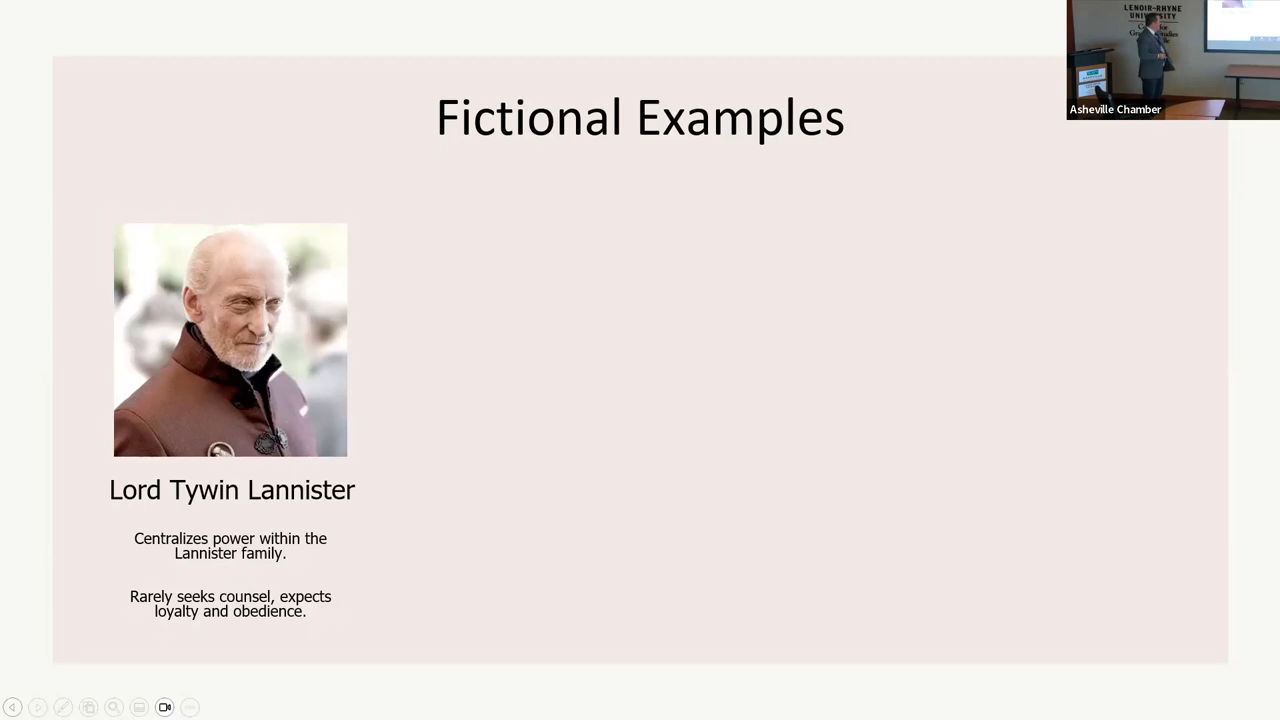 Fictional Examples
LENOIR-RHYNE
UNIVERSITY
Asheville Chamber
Lord Tywin Lannister
Centralizes power within the
Lannister family.
Rarely seeks counsel, expects
loyalty and obedience.